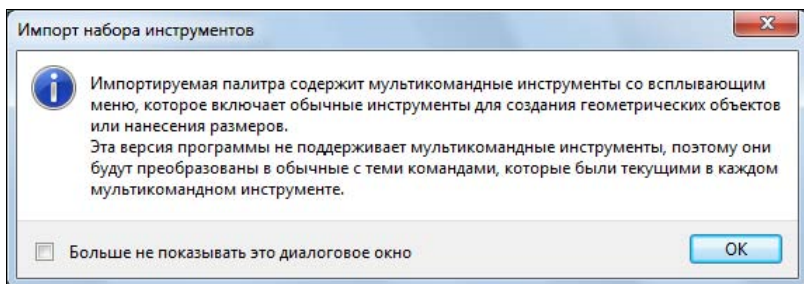 Импорт набора инструментов
Импортируемая палитра содержит мультикомандные инструменты со всплывающим
меню, которое включает обычные инструменты для создания геометрических объектов
или нанесения размеров.
Эта версия программы не поддерживает мультикомандные инструменты, поэтому они
будут преобразованы в обычные с теми командами, которые были текущими в каждом
мультикомандном инструменте.
Больше не показывать это диалоговое окно
OK